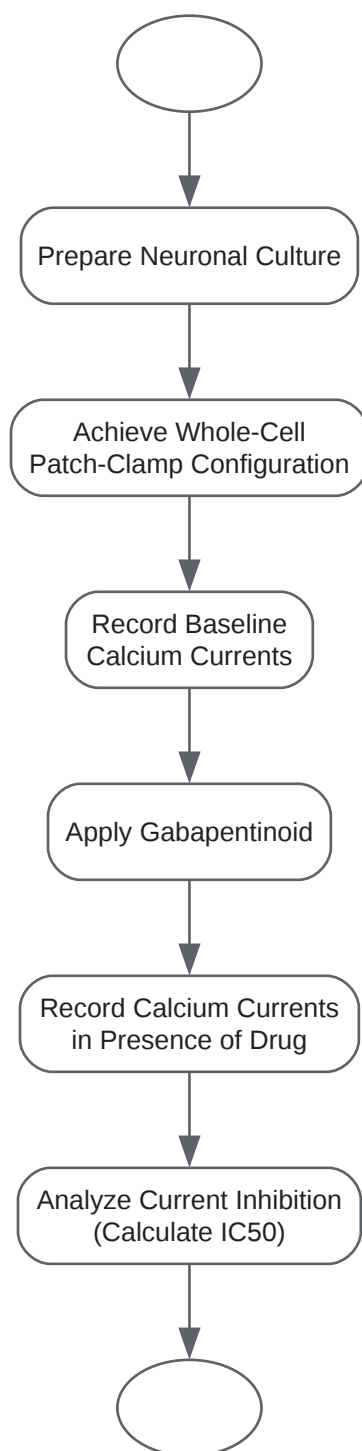 Prepare Neuronal Culture
Achieve Whole-Cell
Patch-Clamp Configuration
Record Baseline
Calcium Currents
Apply Gabapentinoid
Record Calcium Currents
in Presence of Drug
Analyze Current Inhibition
(Calculate IC50)